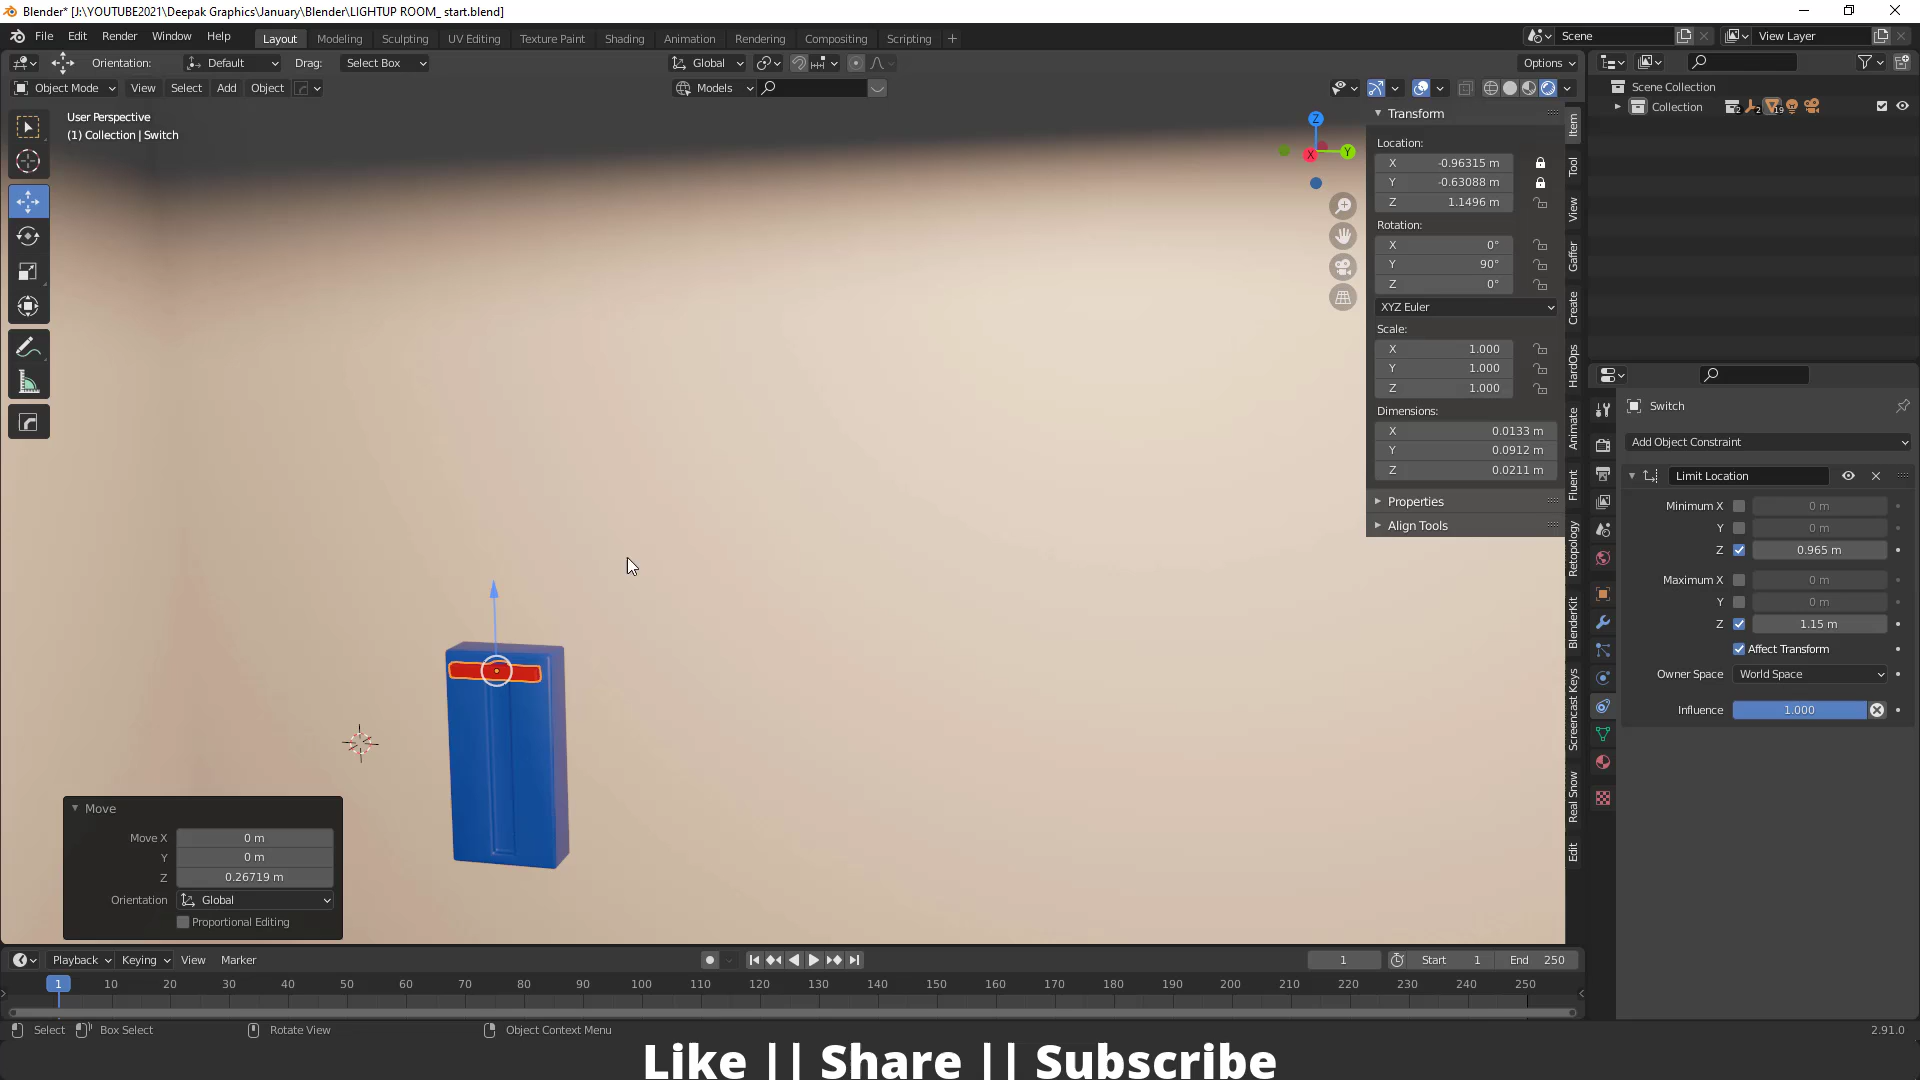 Blender* [J:\YOUTUBE2021\Deepak Graphics\January\Blender\LIGHTUP ROOM_ start.blend]
File Edit Render Window Help
Layout Modeling Sculpting UV Editing Texture Paint Shading Animation Rendering Compositing Scripting +
Scene
View Layer
Orientation: Default Drag: Select Box Global Options
Object Mode View Select Add Object Models
User Perspective
(1) Collection | Switch
Z
Y
X
Transform
Location:
X -0.96315 m
Y -0.63088 m
Z 1.1496 m
Rotation:
X 0°
Y 90°
Z 0°
XYZ Euler
Scale:
X 1.000
Y 1.000
Z 1.000
Dimensions:
X 0.0133 m
Y 0.0912 m
Z 0.0211 m
Properties
Align Tools
Item
Tool
View
Gaffer
Create
HardOps
Animate
Fluent
Retopology
BlenderKit
Screencast Keys
Real Snow
Edit
Scene Collection
Collection 2 2 19
Switch
Add Object Constraint
Limit Location
Minimum X 0 m
Y 0 m
Z 0.965 m
Maximum X 0 m
Y 0 m
Z 1.15 m
Affect Transform
Owner Space World Space
Influence 1.000
Move
Move X 0 m
Y 0 m
Z 0.26719 m
Orientation Global
Proportional Editing
Playback Keying View Marker 1 Start 1 End 250
1 10 20 30 40 50 60 70 80 90 100 110 120 130 140 150 160 170 180 190 200 210 220 230 240 250
Select Box Select Rotate View Object Context Menu 2.91.0
Like || Share || Subscribe